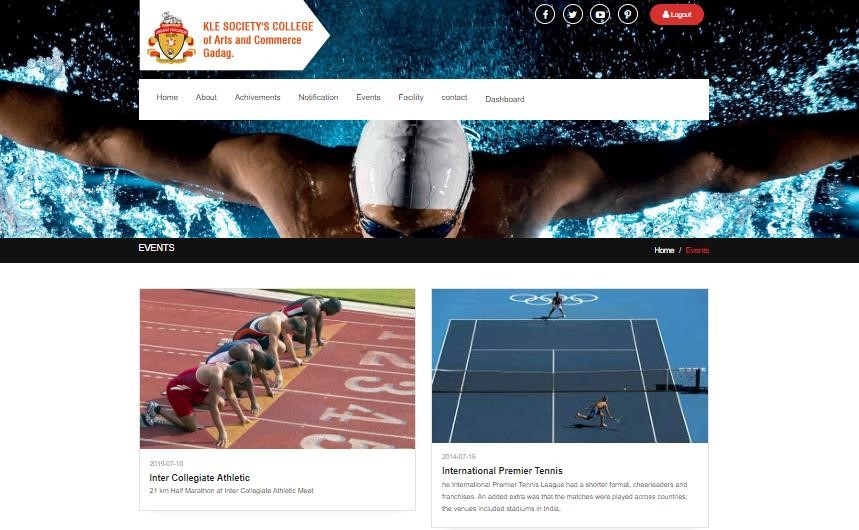 KLE SOCIETY'S COLLEGE
of Arts and Commerce
Gadag.
Logout
Home About Achivements Notification Events Facility contact Dashboard
EVENTS
Home / Events
2019-07-10
Inter Collegiate Athletic
21 km Half Marathon at Inter Collegiate Athletic Meet
2014-07-16
International Premier Tennis
he International Premier Tennis League had a shorter format, cheerleaders and
franchises. An added extra was that the matches were played across countries;
the venues included stadiums in India,